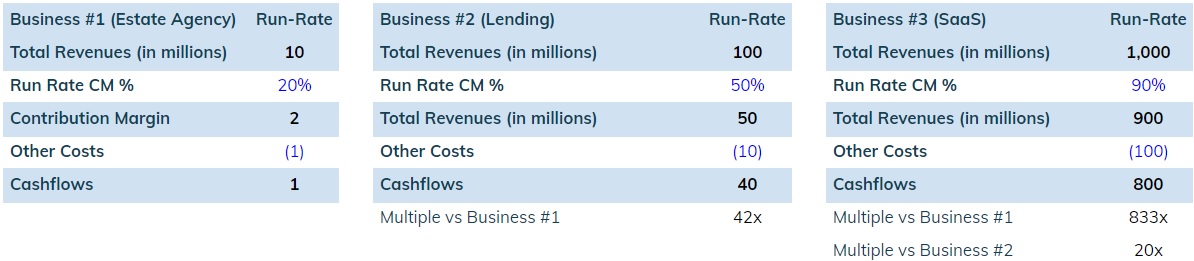 Business #1 (Estate Agency) Run-Rate
Total Revenues (in millions) 10
Run Rate CM % 20%
Contribution Margin 2
Other Costs (1)
Cashflows 1
Business #2 (Lending) Run-Rate
Total Revenues (in millions) 100
Run Rate CM % 50%
Total Revenues (in millions) 50
Other Costs (10)
Cashflows 40
Multiple vs Business #1 42x
Business #3 (SaaS) Run-Rate
Total Revenues (in millions) 1,000
Run Rate CM % 90%
Total Revenues (in millions) 900
Other Costs (100)
Cashflows 800
Multiple vs Business #1 833x
Multiple vs Business #2 20x